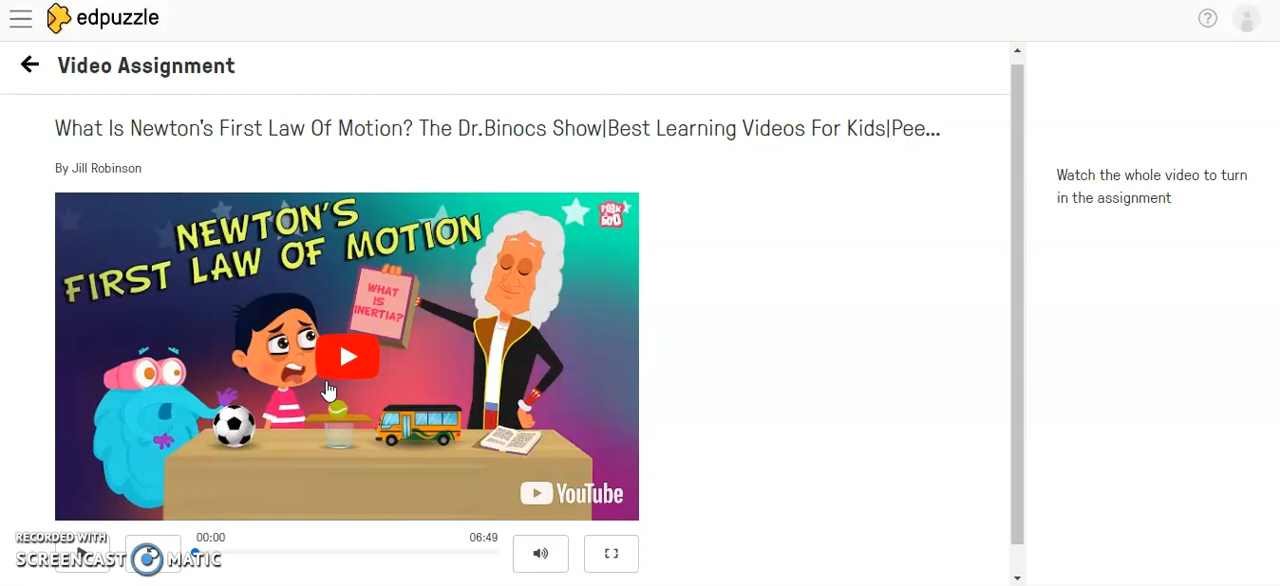 edpuzzle
?
Video Assignment
What Is Newton's First Law Of Motion? The Dr.Binocs Show|Best Learning Videos For Kids|Pee...
By Jill Robinson
Watch the whole video to turn
in the assignment
NEWTON'S
FIRST LAW OF MOTION
PEEK A BOO
WHAT
IS
INERTIA?
YouTube
RECORDED WITH
SCREENCAST MATIC
00:00
06:49